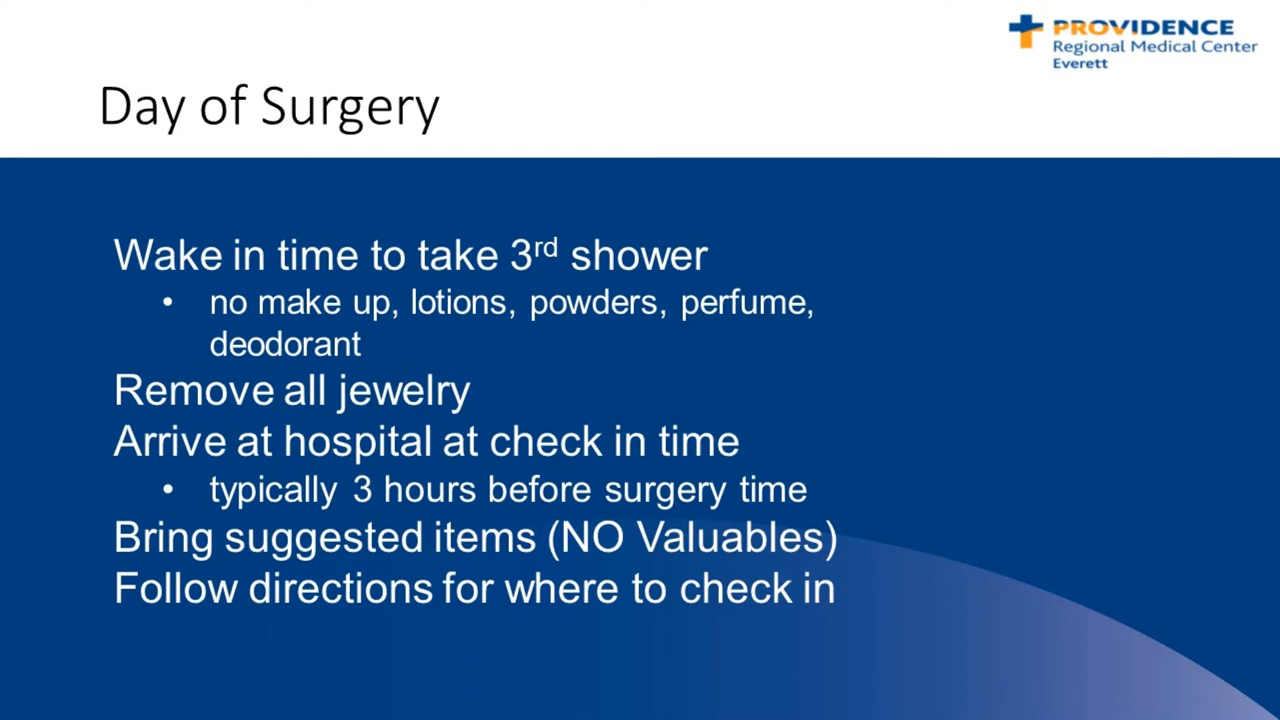 PROVIDENCE
Regional Medical Center
Everett
Day of Surgery
Wake in time to take 3rd shower
• no make up, lotions, powders, perfume,
deodorant
Remove all jewelry
Arrive at hospital at check in time
• typically 3 hours before surgery time
Bring suggested items (NO Valuables)
Follow directions for where to check in